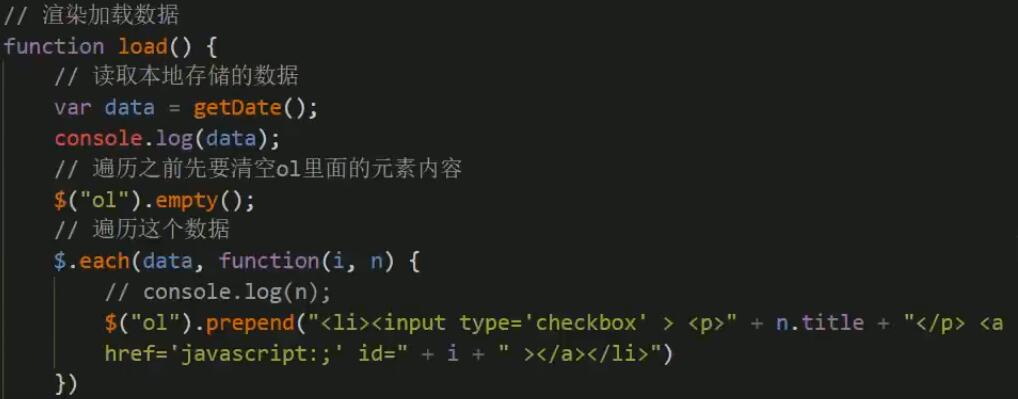 // 渲染加载数据
function load() {
    // 读取本地存储的数据
    var data = getDate();
    console.log(data);
    // 遍历之前先要清空ol里面的元素内容
    $("ol").empty();
    // 遍历这个数据
    $.each(data, function(i, n) {
        // console.log(n);
        $("ol").prepend("<li><input type='checkbox' > <p>" + n.title + "</p> <a
        href='javascript:;' id=" + i + " ></a></li>")
    })